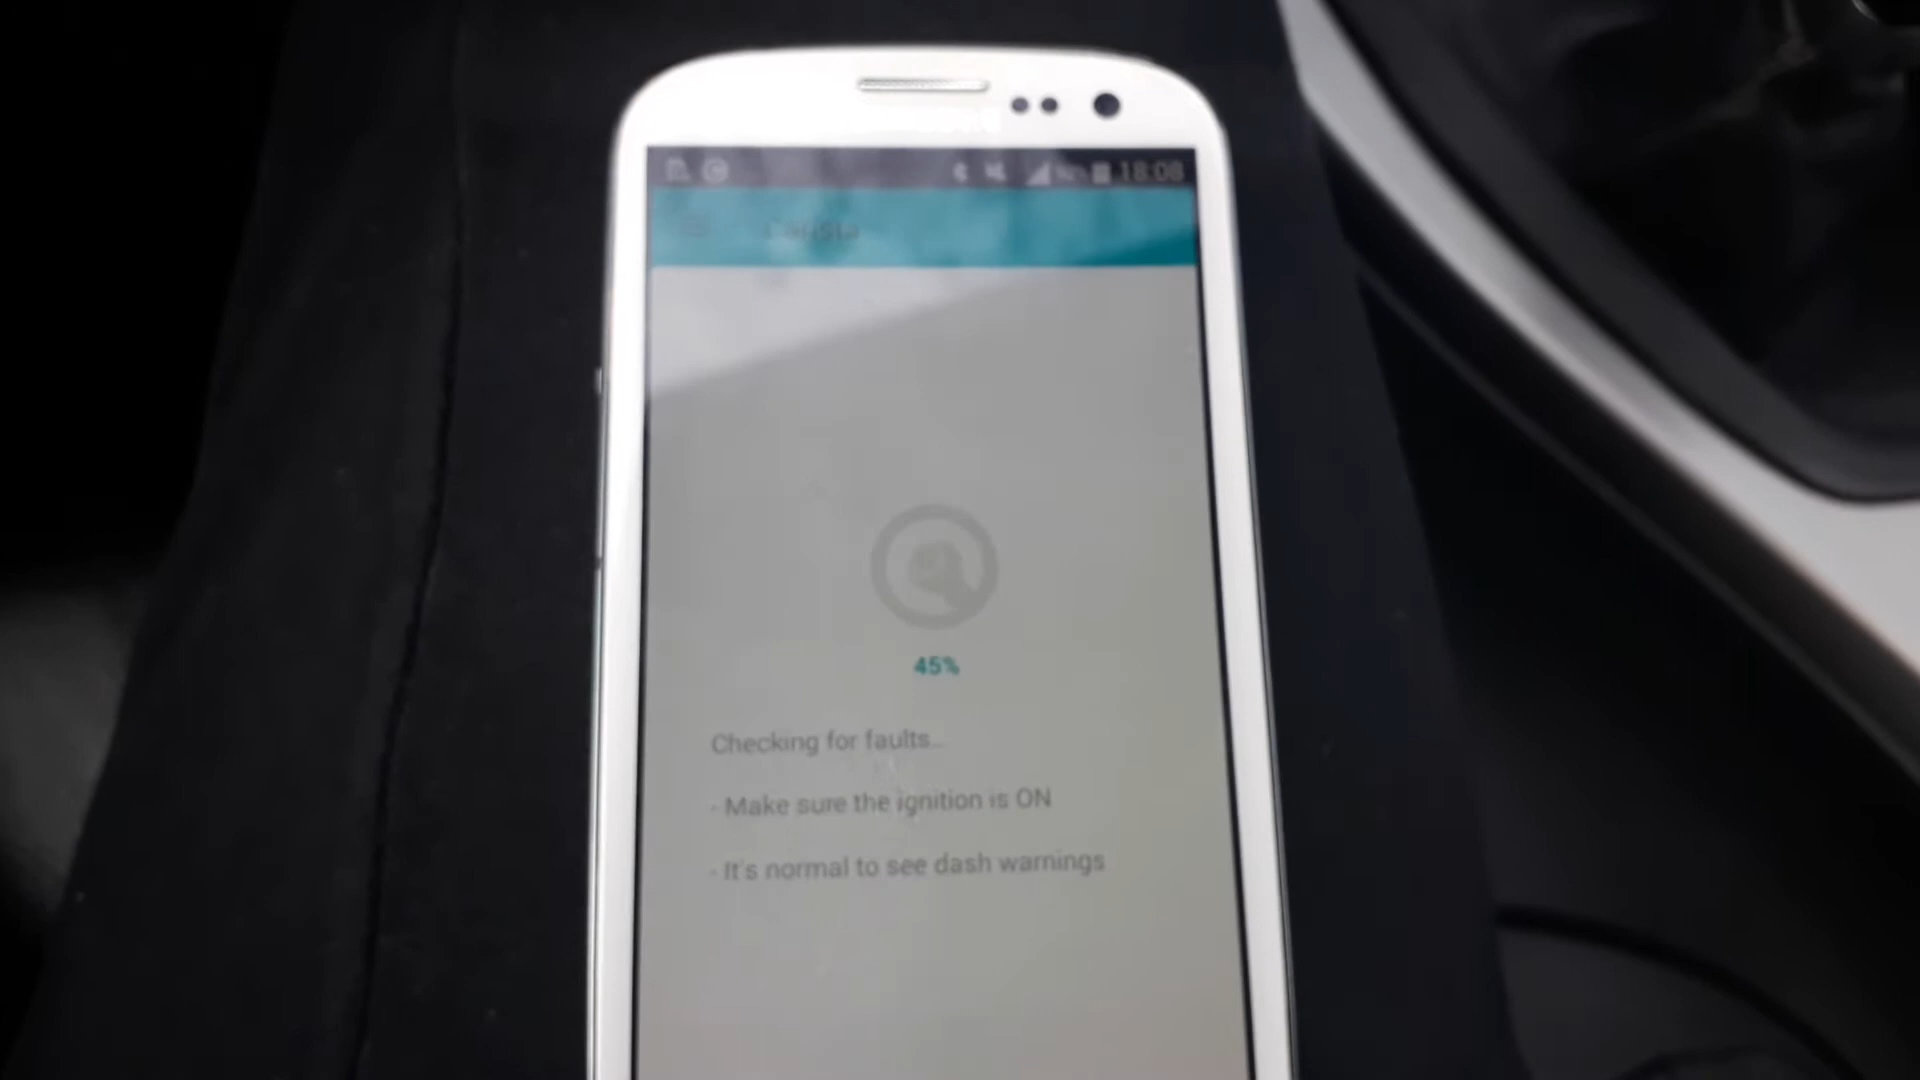 18:08
45%
Checking for faults...
- Make sure the ignition is ON
- It's normal to see dash warnings